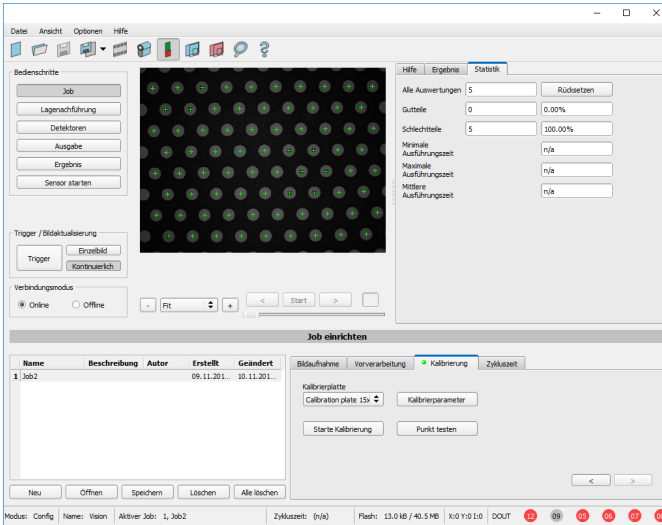 Datei Ansicht Optionen Hilfe
Bedienschritte
Job
Lagenachführung
Detektoren
Ausgabe
Ergebnis
Sensor starten
Trigger / Bildaktualisierung
Trigger
Einzelbild
Kontinuierlich
Verbindungsmodus
Online Offline
- Fit + < Start >
Hilfe Ergebnis Statistik
Alle Auswertungen 5 Rücksetzen
Gutteile 0 0.00%
Schlechtteile 5 100.00%
Minimale
Ausführungszeit n/a
Maximale
Ausführungszeit n/a
Mittlere
Ausführungszeit n/a
Job einrichten
Name Beschreibung Autor Erstellt Geändert
1 Job2 09.11.201... 10.11.201...
Neu Öffnen Speichern Löschen Alle löschen
Bildaufnahme Vorverarbeitung Kalibrierung Zykluszeit
Kalibrierplatte
Calibration plate 15x Kalibrierparameter
Starte Kalibrierung Punkt testen
< >
Modus: Config Name: Vision Aktiver Job: 1, Job2 Zykluszeit: (n/a) Flash: 13.0 kB / 40.5 MB X:0 Y:0 I:0 DOUT 12 09 05 06 07